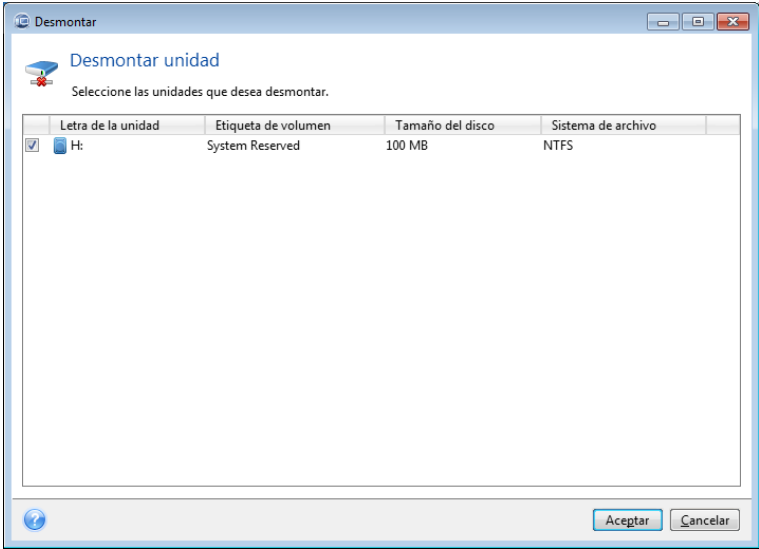 Desmontar
Desmontar unidad
Seleccione las unidades que desea desmontar.
Letra de la unidad Etiqueta de volumen Tamaño del disco Sistema de archivo
H: System Reserved 100 MB NTFS
? Aceptar Cancelar